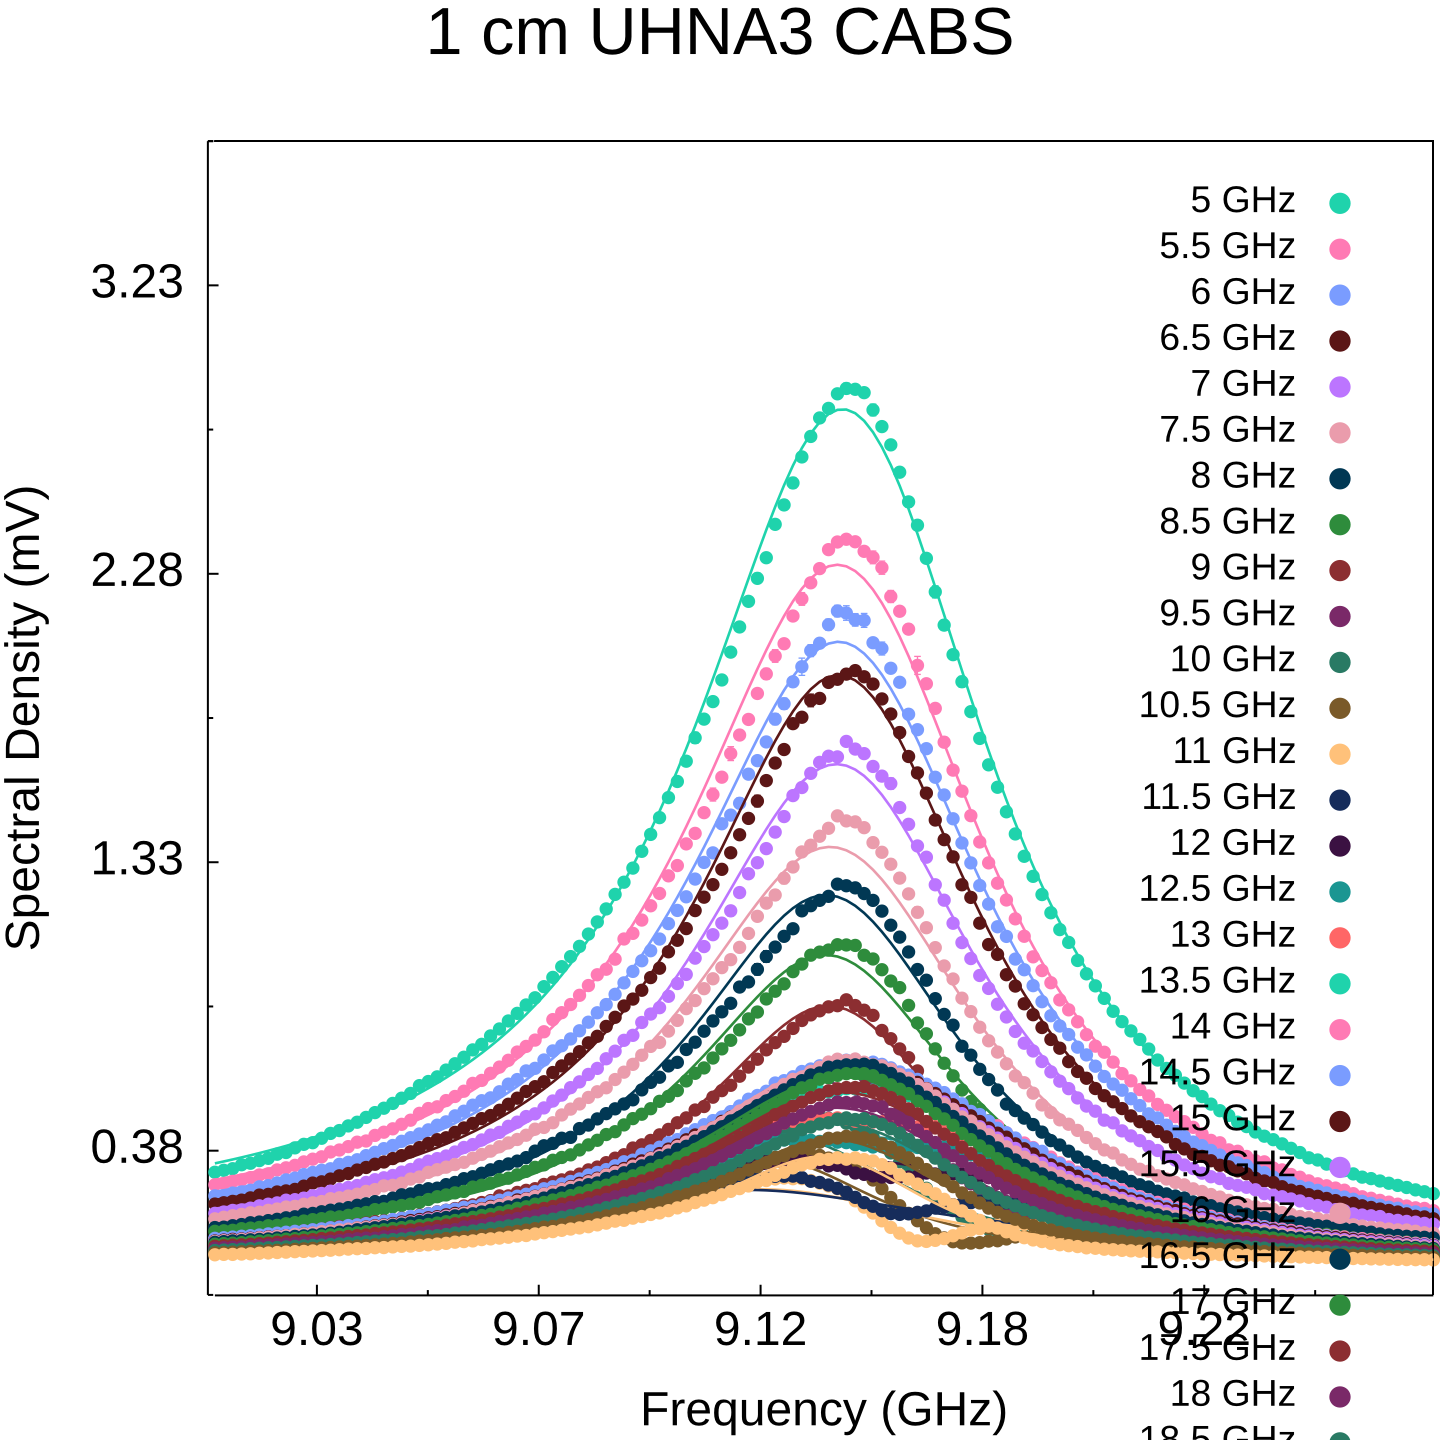 1 cm UHNA3 CABS
Spectral Density (mV)
3.23
2.28
1.33
0.38
5 GHz
5.5 GHz
6 GHz
6.5 GHz
7 GHz
7.5 GHz
8 GHz
8.5 GHz
9 GHz
9.5 GHz
10 GHz
10.5 GHz
11 GHz
11.5 GHz
12 GHz
12.5 GHz
13 GHz
13.5 GHz
14 GHz
14.5 GHz
15 GHz
15.5 GHz
16 GHz
16.5 GHz
17 GHz
17.5 GHz
18 GHz
18.5 GHz
9.03 9.07 9.12 9.18 9.22
Frequency (GHz)